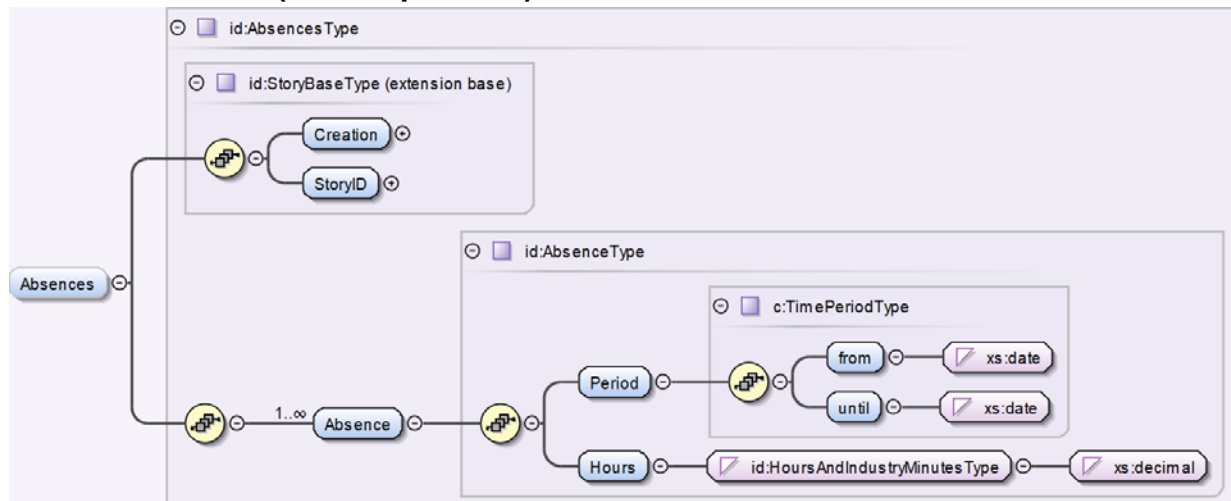 id:AbsencesType
id:StoryBaseType (extension base)
Creation
StoryID
Absences
id:AbsenceType
c:TimePeriodType
from
xs:date
Period
until
xs:date
1..∞
Absence
Hours
id:HoursAndIndustryMinutesType
xs:decimal